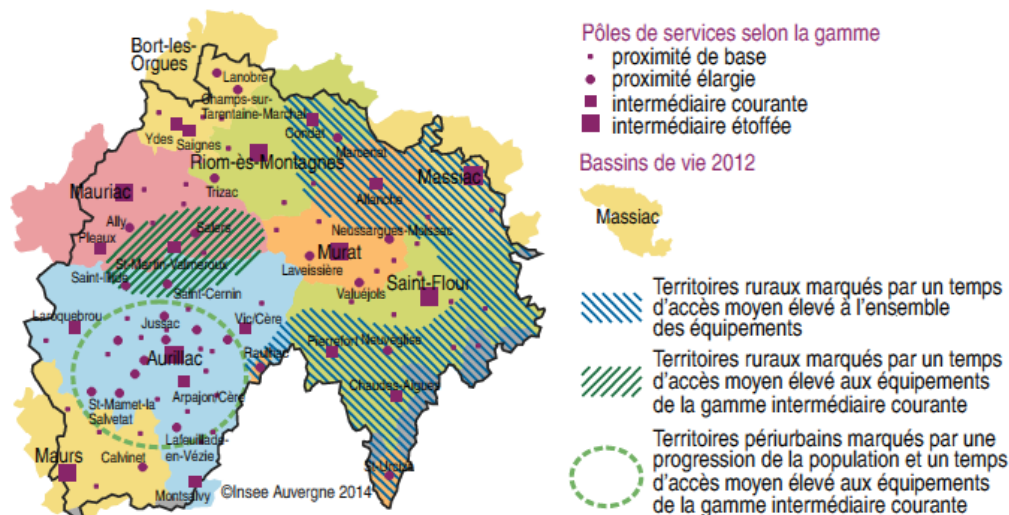 Bort-les-
Orgues
Lanobre
Champs-sur-
Tarentaine-Marchal
Ydes
Saignes
Condat
Marcenat
Riom-ès-Montagnes
Massiac
Mauriac
Trizac
Allanche
Ally
Salers
Neussargues-Moissac
Pleaux
Murat
St-Martin-Valmeroux
Laveissière
Saint-Flour
Saint-Cernin
Valuéjols
Laroquebrou
Jussac
Vic/Cère
Pierrefort
Neuvéglise
Aurillac
Raulhac
Chaudes-Aigues
Arpajon/Cère
St-Mamet-la
Salvetat
Lafeuillade-
en-Vézie
Maurs
Calvinet
Montsalvy
©Insee Auvergne 2014
Pôles de services selon la gamme
proximité de base
proximité élargie
intermédiaire courante
intermédiaire étoffée
Bassins de vie 2012
Massiac
Territoires ruraux marqués par un temps
d'accès moyen élevé à l'ensemble
des équipements
Territoires ruraux marqués par un temps
d'accès moyen élevé aux équipements
de la gamme intermédiaire courante
Territoires périurbains marqués par une
progression de la population et un temps
d'accès moyen élevé aux équipements
de la gamme intermédiaire courante